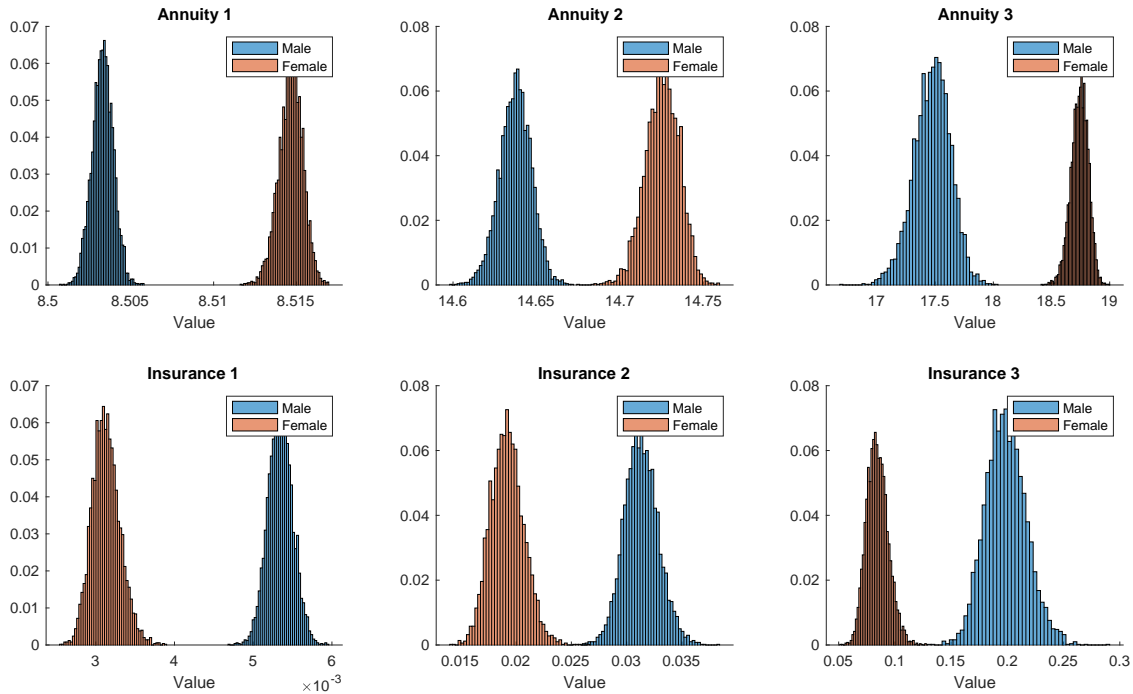 Annuity 1
0.07
0.06
0.05
0.04
0.03
0.02
0.01
0
8.5 8.505 8.51 8.515
Value
Male
Female
Annuity 2
0.08
0.06
0.04
0.02
0
14.6 14.65 14.7 14.75
Value
Male
Female
Annuity 3
0.08
0.06
0.04
0.02
0
17 17.5 18 18.5 19
Value
Male
Female
Insurance 1
0.07
0.06
0.05
0.04
0.03
0.02
0.01
0
3 4 5 6
Value
×10⁻³
Male
Female
Insurance 2
0.08
0.06
0.04
0.02
0
0.015 0.02 0.025 0.03 0.035
Value
Male
Female
Insurance 3
0.08
0.06
0.04
0.02
0
0.05 0.1 0.15 0.2 0.25 0.3
Value
Male
Female